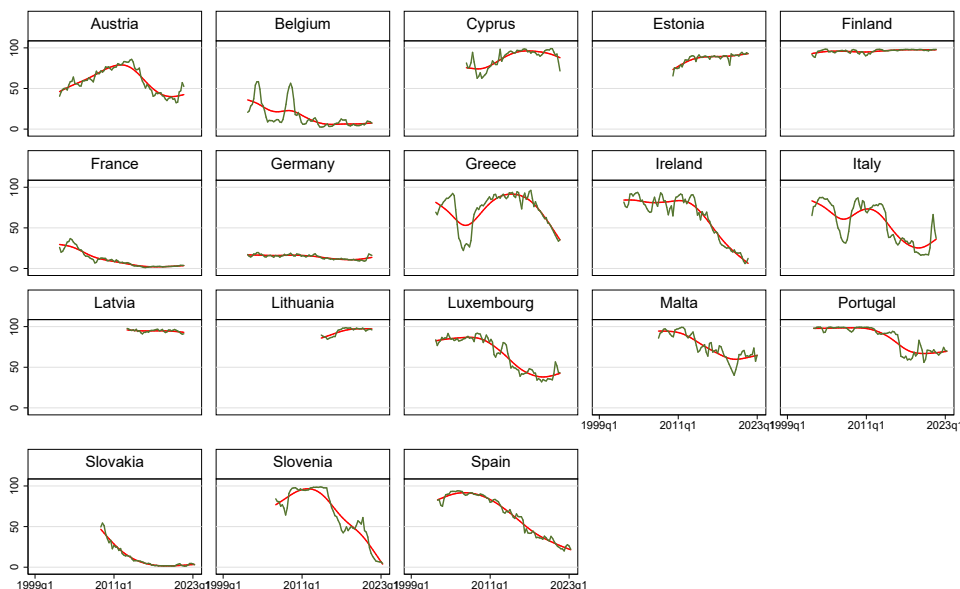 Austria Belgium Cyprus Estonia Finland
100
50
0
France Germany Greece Ireland Italy
100
50
0
Latvia Lithuania Luxembourg Malta Portugal
100
50
0
1999q1 2011q1 2023q1 1999q1 2011q1 2023q1
Slovakia Slovenia Spain
100
50
0
1999q1 2011q1 2023q1 1999q1 2011q1 2023q1 1999q1 2011q1 2023q1